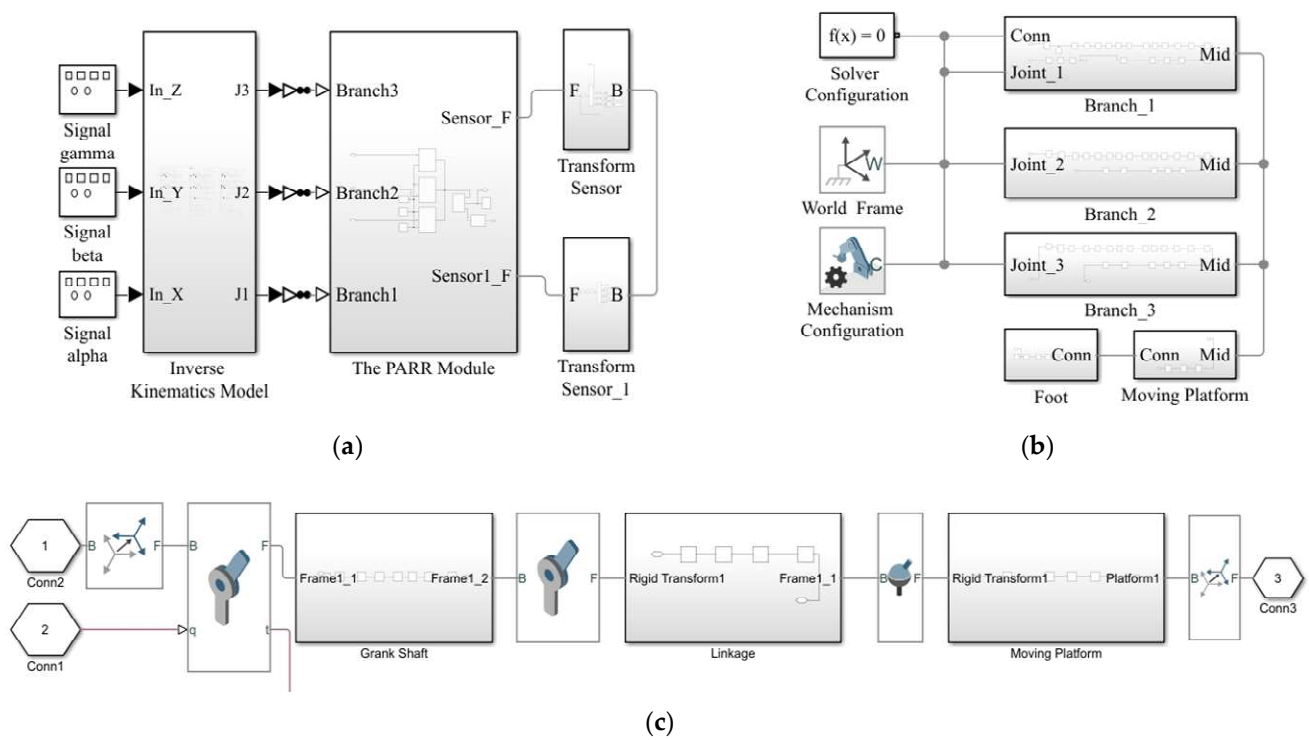 Signal
gamma
Signal
beta
Signal
alpha
In_Z J3
In_Y J2
In_X J1
Inverse
Kinematics Model
Branch3
Branch2
Branch1
Sensor_F
Sensor1_F
The PARR Module
F B
Transform
Sensor
F B
Transform
Sensor_1
(a)
f(x) = 0
Solver
Configuration
W
World Frame
C
Mechanism
Configuration
Conn
Joint_1
Mid
Branch_1
Joint_2 Mid
Branch_2
Joint_3 Mid
Branch_3
Conn
Foot
Conn Mid
Moving Platform
(b)
1
Conn2
2
Conn1
B F
B F
q t
Frame1_1 Frame1_2
Grank Shaft
B F
Rigid Transform1 Frame1_1
Linkage
B F
Rigid Transform1 Platform1
Moving Platform
B F
3
Conn3
(c)